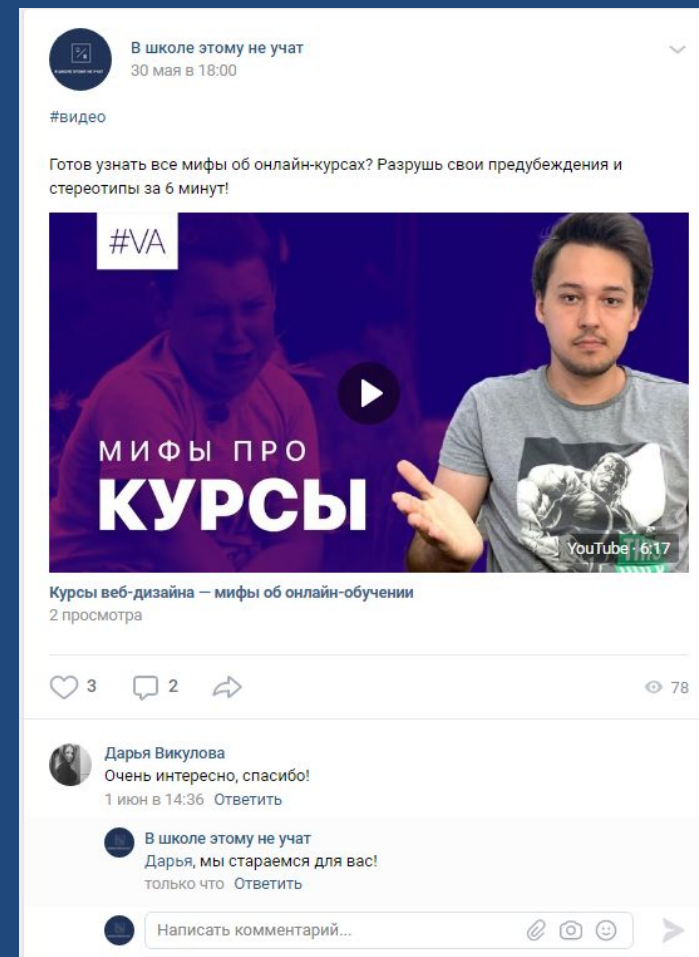 В школе этому не учат
30 мая в 18:00
#видео
Готов узнать все мифы об онлайн-курсах? Разрушь свои предубеждения и
стереотипы за 6 минут!
#VA
МИФЫ ПРО
КУРСЫ
YouTube · 6:17
Курсы веб-дизайна — мифы об онлайн-обучении
2 просмотра
3
2
78
Дарья Викулова
Очень интересно, спасибо!
1 июн в 14:36 Ответить
В школе этому не учат
Дарья, мы стараемся для вас!
только что Ответить
Написать комментарий...